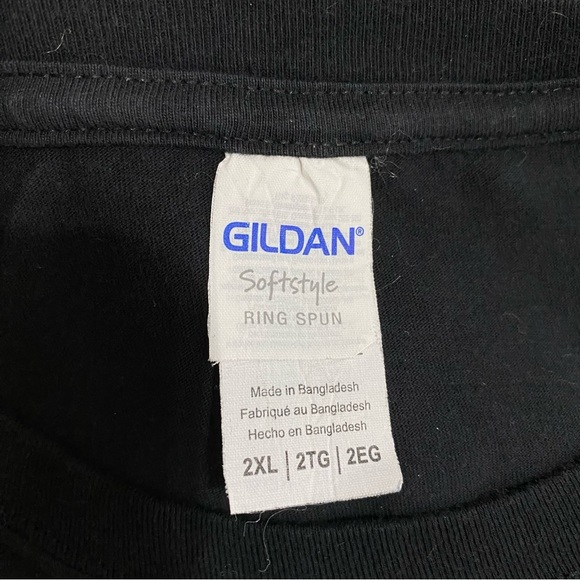 GILDAN®
Softstyle
RING SPUN
Made in Bangladesh
Fabriqué au Bangladesh
Hecho en Bangladesh
2XL | 2TG | 2EG